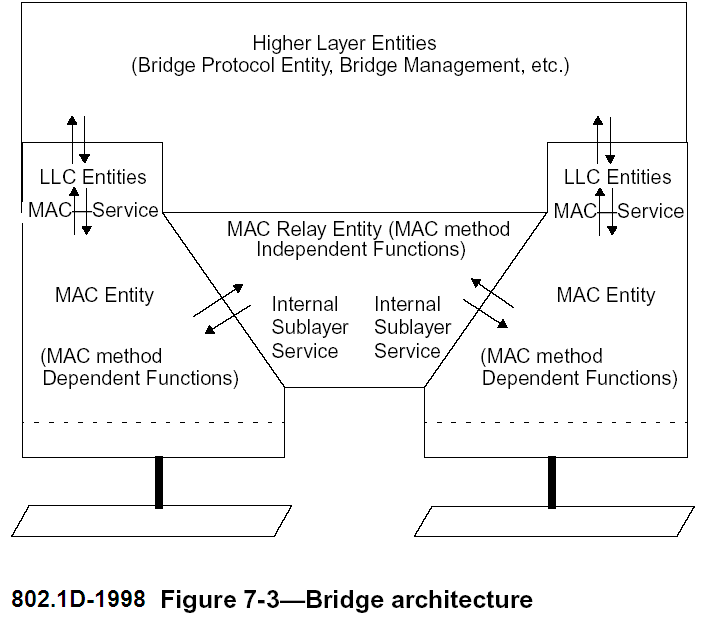 Higher Layer Entities
(Bridge Protocol Entity, Bridge Management, etc.)
LLC Entities
MAC Service
LLC Entities
MAC Service
MAC Relay Entity (MAC method
Independent Functions)
MAC Entity
(MAC method
Dependent Functions)
Internal
Sublayer
Service
Internal
Sublayer
Service
MAC Entity
(MAC method
Dependent Functions)
802.1D-1998 Figure 7-3—Bridge architecture